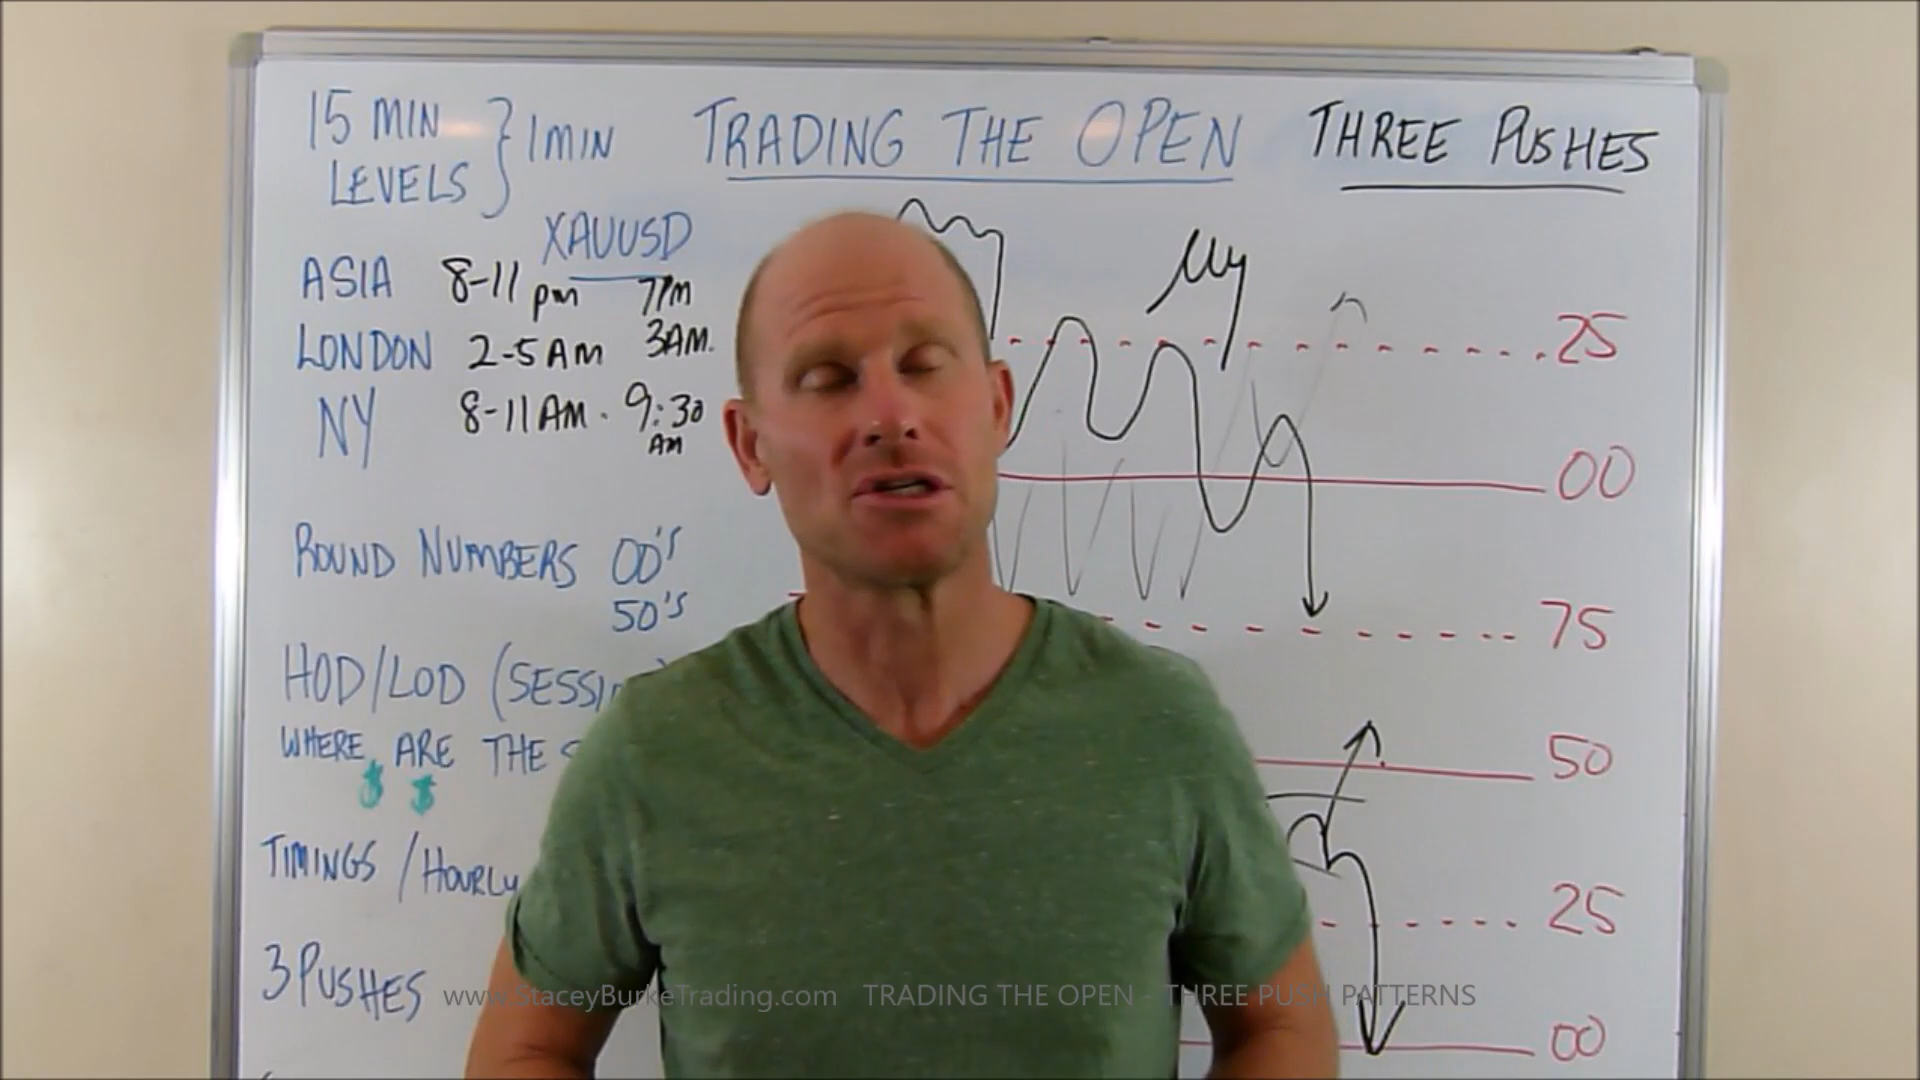 15 MIN LEVELS } 1 MIN
TRADING THE OPEN
THREE PUSHES
XAUUSD
ASIA 8-11 pm 7PM
LONDON 2-5 AM 3AM.
NY 8-11 AM. 9:30 AM
ROUND NUMBERS 00's
50's
HOD/LOD (SESSI
WHERE ARE THE S
$ $
TIMINGS / HOURLY
3 PUSHES
25
00
75
50
25
00
www.StaceyBurkeTrading.com TRADING THE OPEN - THREE PUSH PATTERNS